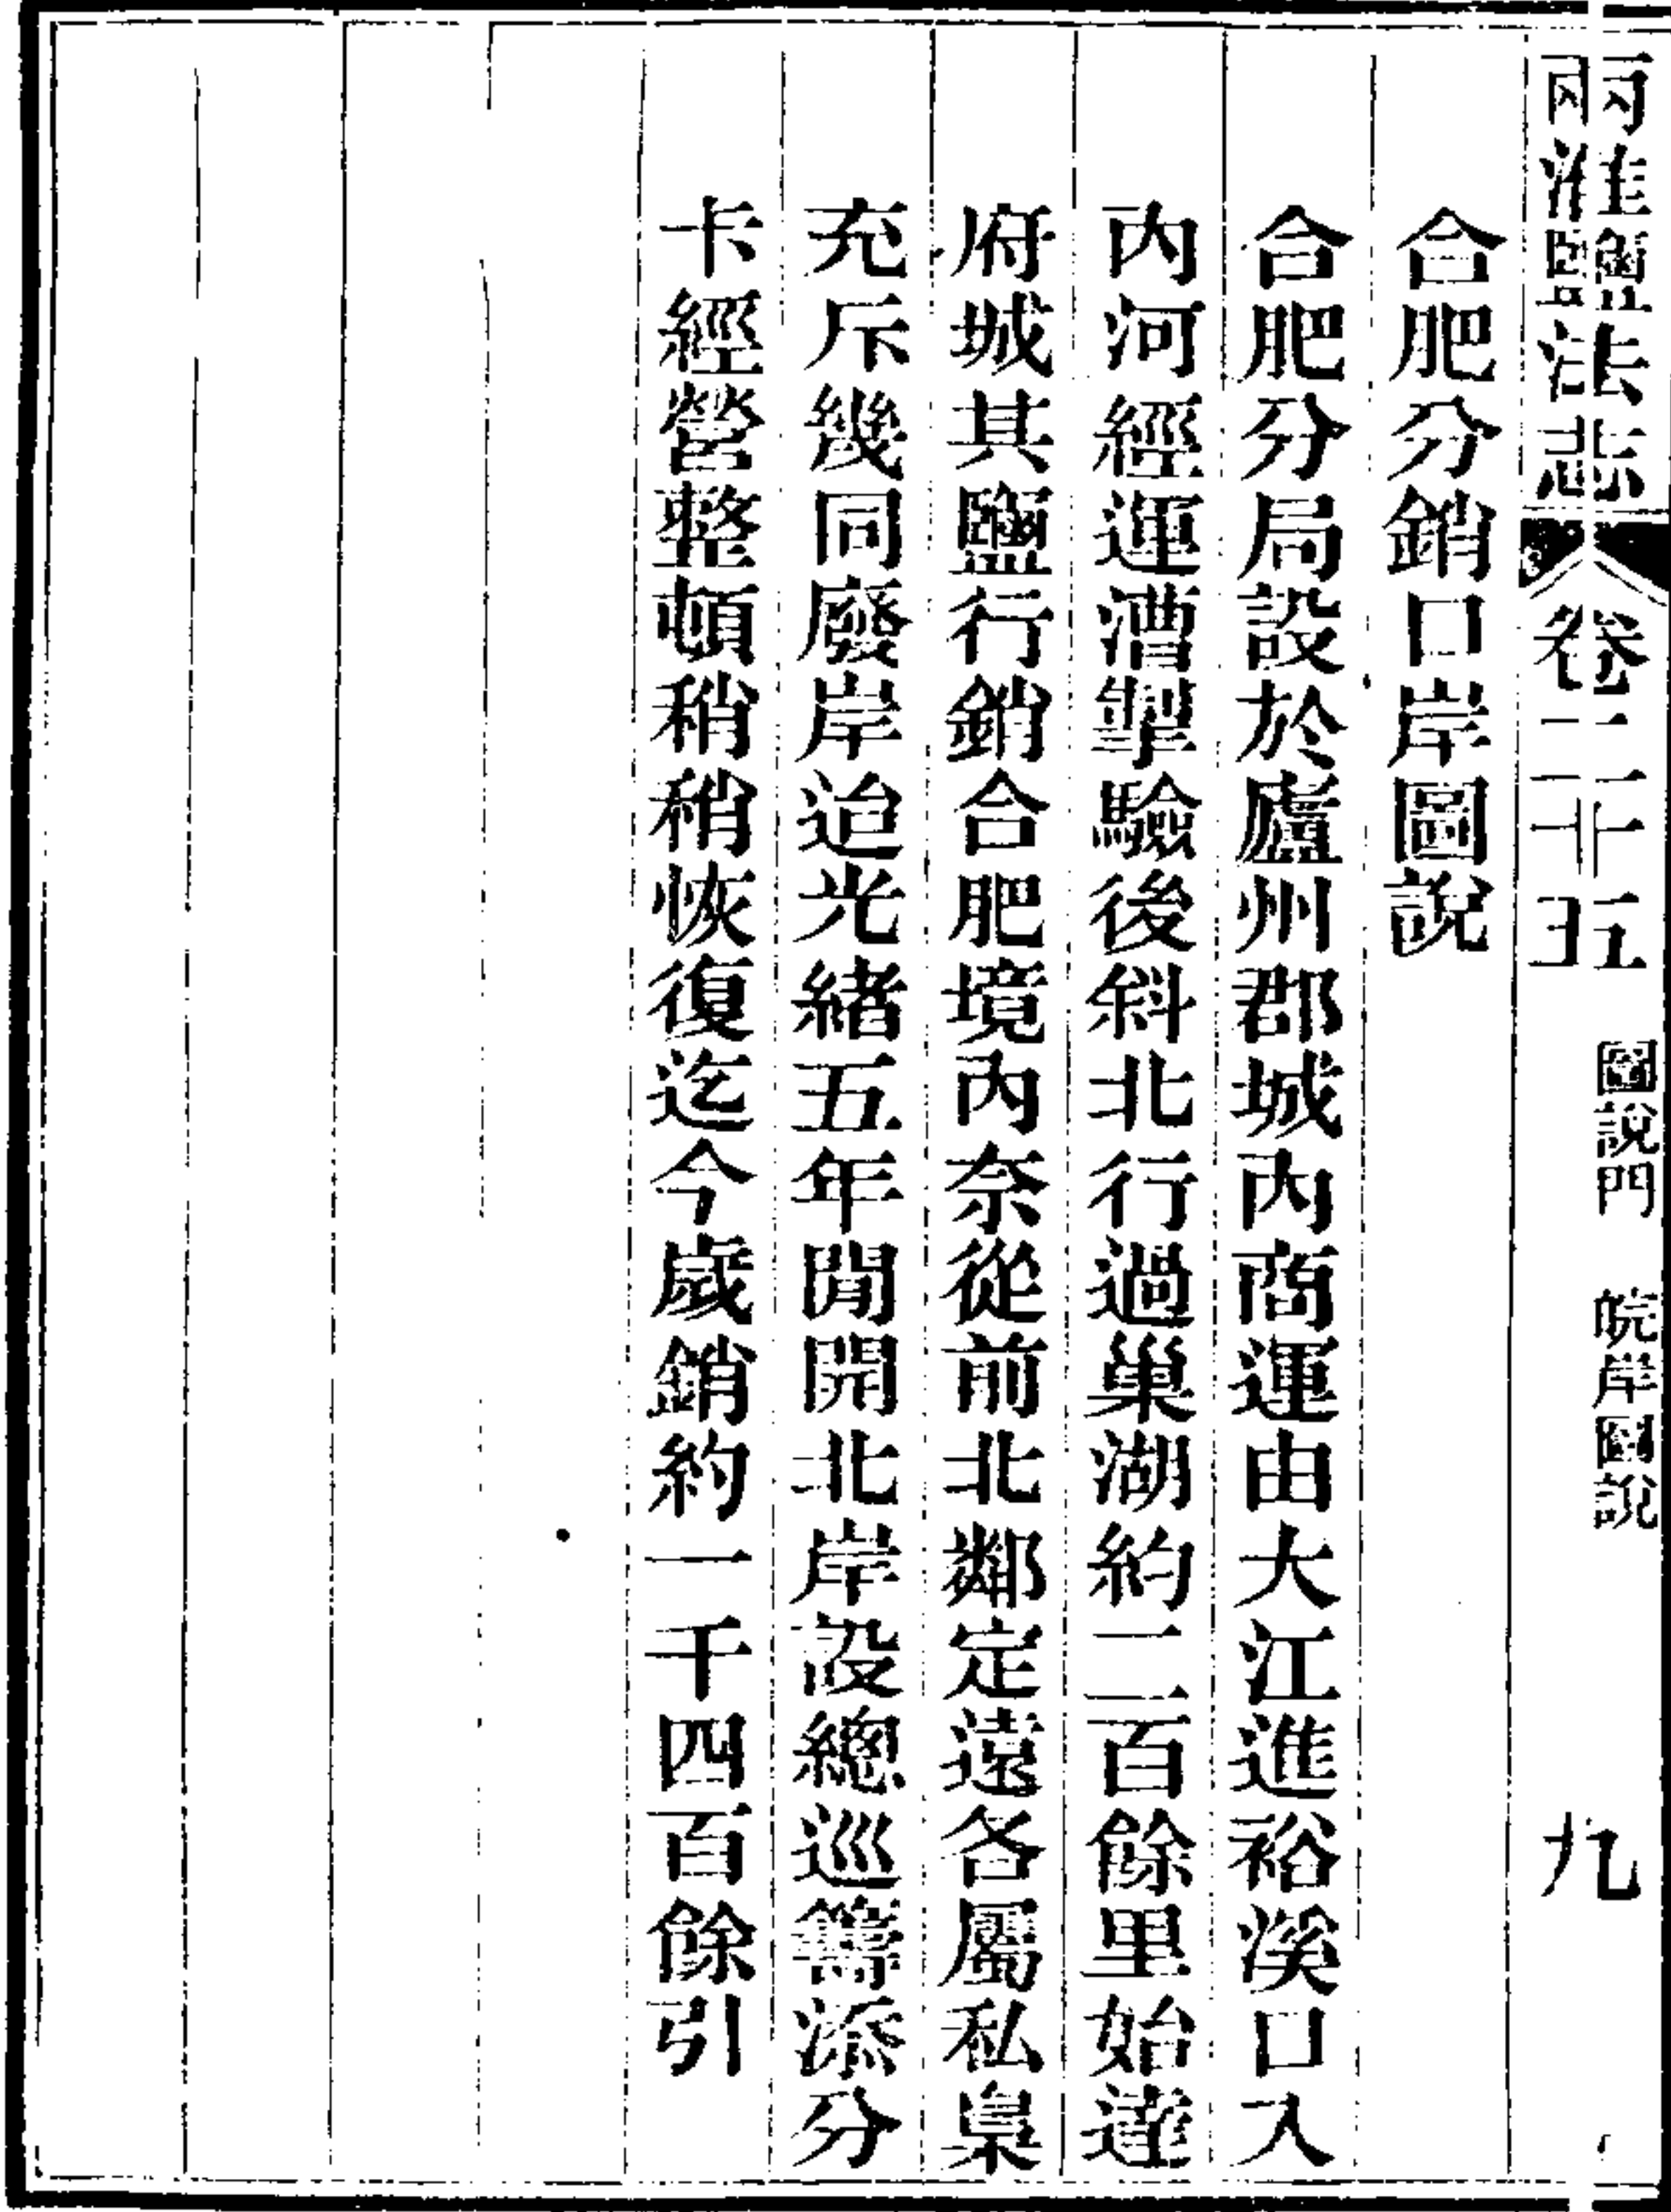 兩淮鹽法志 卷二十五 圖說門 皖岸圖說 九
合肥分銷口岸圖說
合肥分局設於廬州郡城內商運由大江進裕溪口入
內河經運漕掣驗後斜北行過巢湖約二百餘里始達
府城其鹽行銷合肥境內奈從前北鄰定遠各屬私梟
充斥幾同廢岸迨光緒五年閒開北岸設總巡籌添分
卡經營整頓稍稍恢復迄今歲銷約一千四百餘引